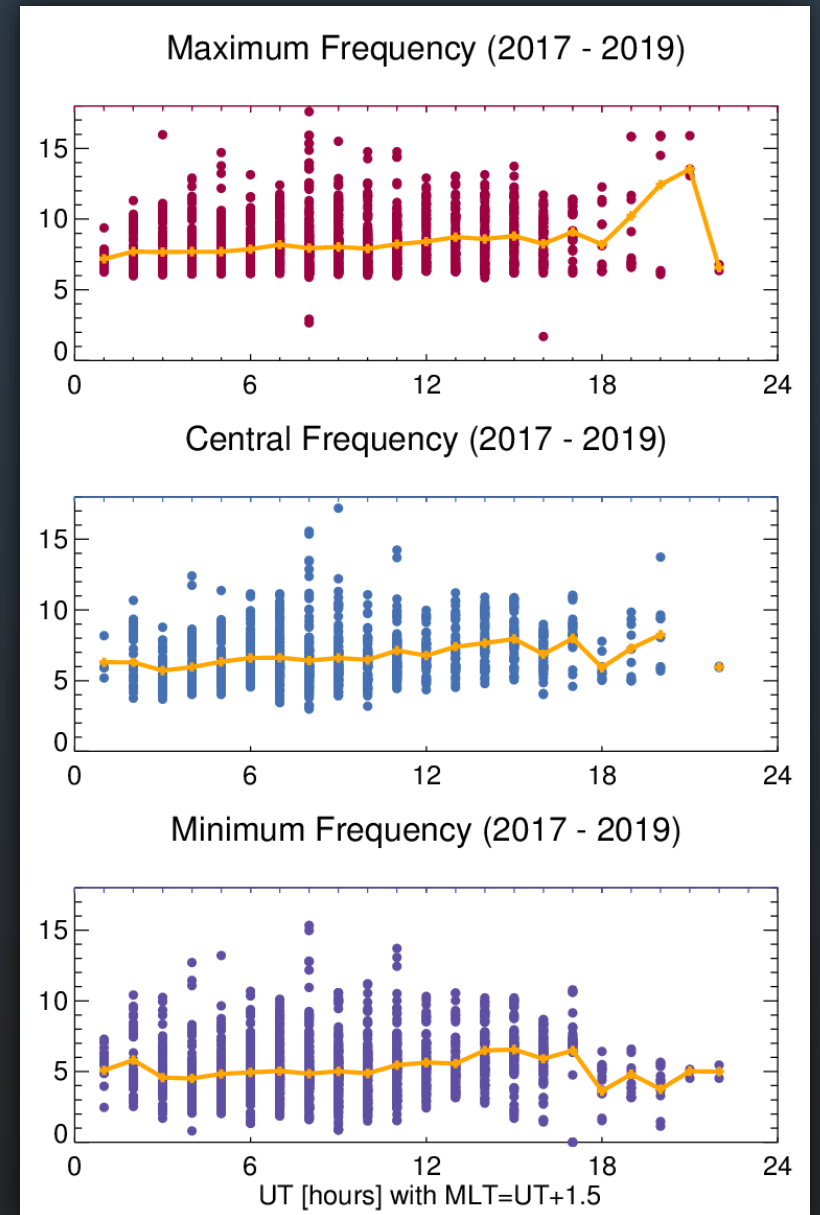 Maximum Frequency (2017 - 2019)
15
10
5
0
0 6 12 18 24
Central Frequency (2017 - 2019)
15
10
5
0
0 6 12 18 24
Minimum Frequency (2017 - 2019)
15
10
5
0
0 6 12 18 24
UT [hours] with MLT=UT+1.5